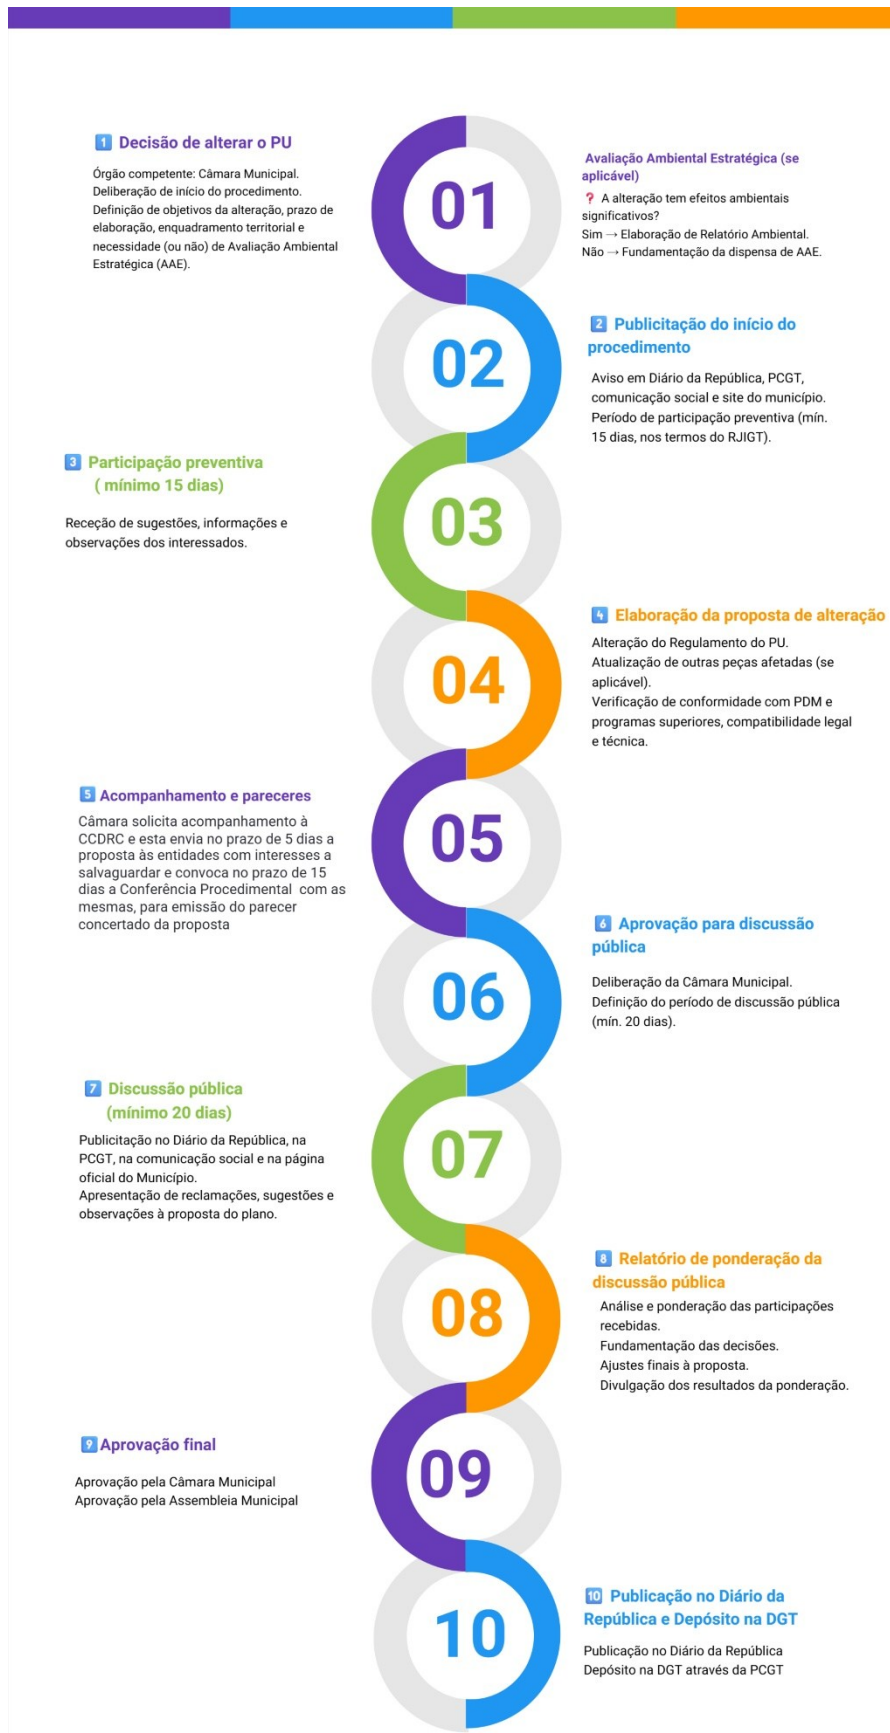 1 Decisão de alterar o PU
Órgão competente: Câmara Municipal.
Deliberação de início do procedimento.
Definição de objetivos da alteração, prazo de
elaboração, enquadramento territorial e
necessidade (ou não) de Avaliação Ambiental
Estratégica (AAE).
01
Avaliação Ambiental Estratégica (se
aplicável)
❓ A alteração tem efeitos ambientais
significativos?
Sim → Elaboração de Relatório Ambiental.
Não → Fundamentação da dispensa de AAE.
02
2 Publicitação do início do
procedimento
Aviso em Diário da República, PCGT,
comunicação social e site do município.
Período de participação preventiva (mín.
15 dias, nos termos do RJIGT).
3 Participação preventiva
( mínimo 15 dias)
Receção de sugestões, informações e
observações dos interessados.
03
04
4 Elaboração da proposta de alteração
Alteração do Regulamento do PU.
Atualização de outras peças afetadas (se
aplicável).
Verificação de conformidade com PDM e
programas superiores, compatibilidade legal
e técnica.
5 Acompanhamento e pareceres
Câmara solicita acompanhamento à
CCDRC e esta envia no prazo de 5 dias a
proposta às entidades com interesses a
salvaguardar e convoca no prazo de 15
dias a Conferência Procedimental com as
mesmas, para emissão do parecer
concertado da proposta
05
06
6 Aprovação para discussão
pública
Deliberação da Câmara Municipal.
Definição do período de discussão pública
(mín. 20 dias).
7 Discussão pública
(mínimo 20 dias)
Publicitação no Diário da República, na
PCGT, na comunicação social e na página
oficial do Município.
Apresentação de reclamações, sugestões e
observações à proposta do plano.
07
08
8 Relatório de ponderação da
discussão pública
Análise e ponderação das participações
recebidas.
Fundamentação das decisões.
Ajustes finais à proposta.
Divulgação dos resultados da ponderação.
9 Aprovação final
Aprovação pela Câmara Municipal
Aprovação pela Assembleia Municipal
09
10
10 Publicação no Diário da
República e Depósito na DGT
Publicação no Diário da República
Depósito na DGT através da PCGT